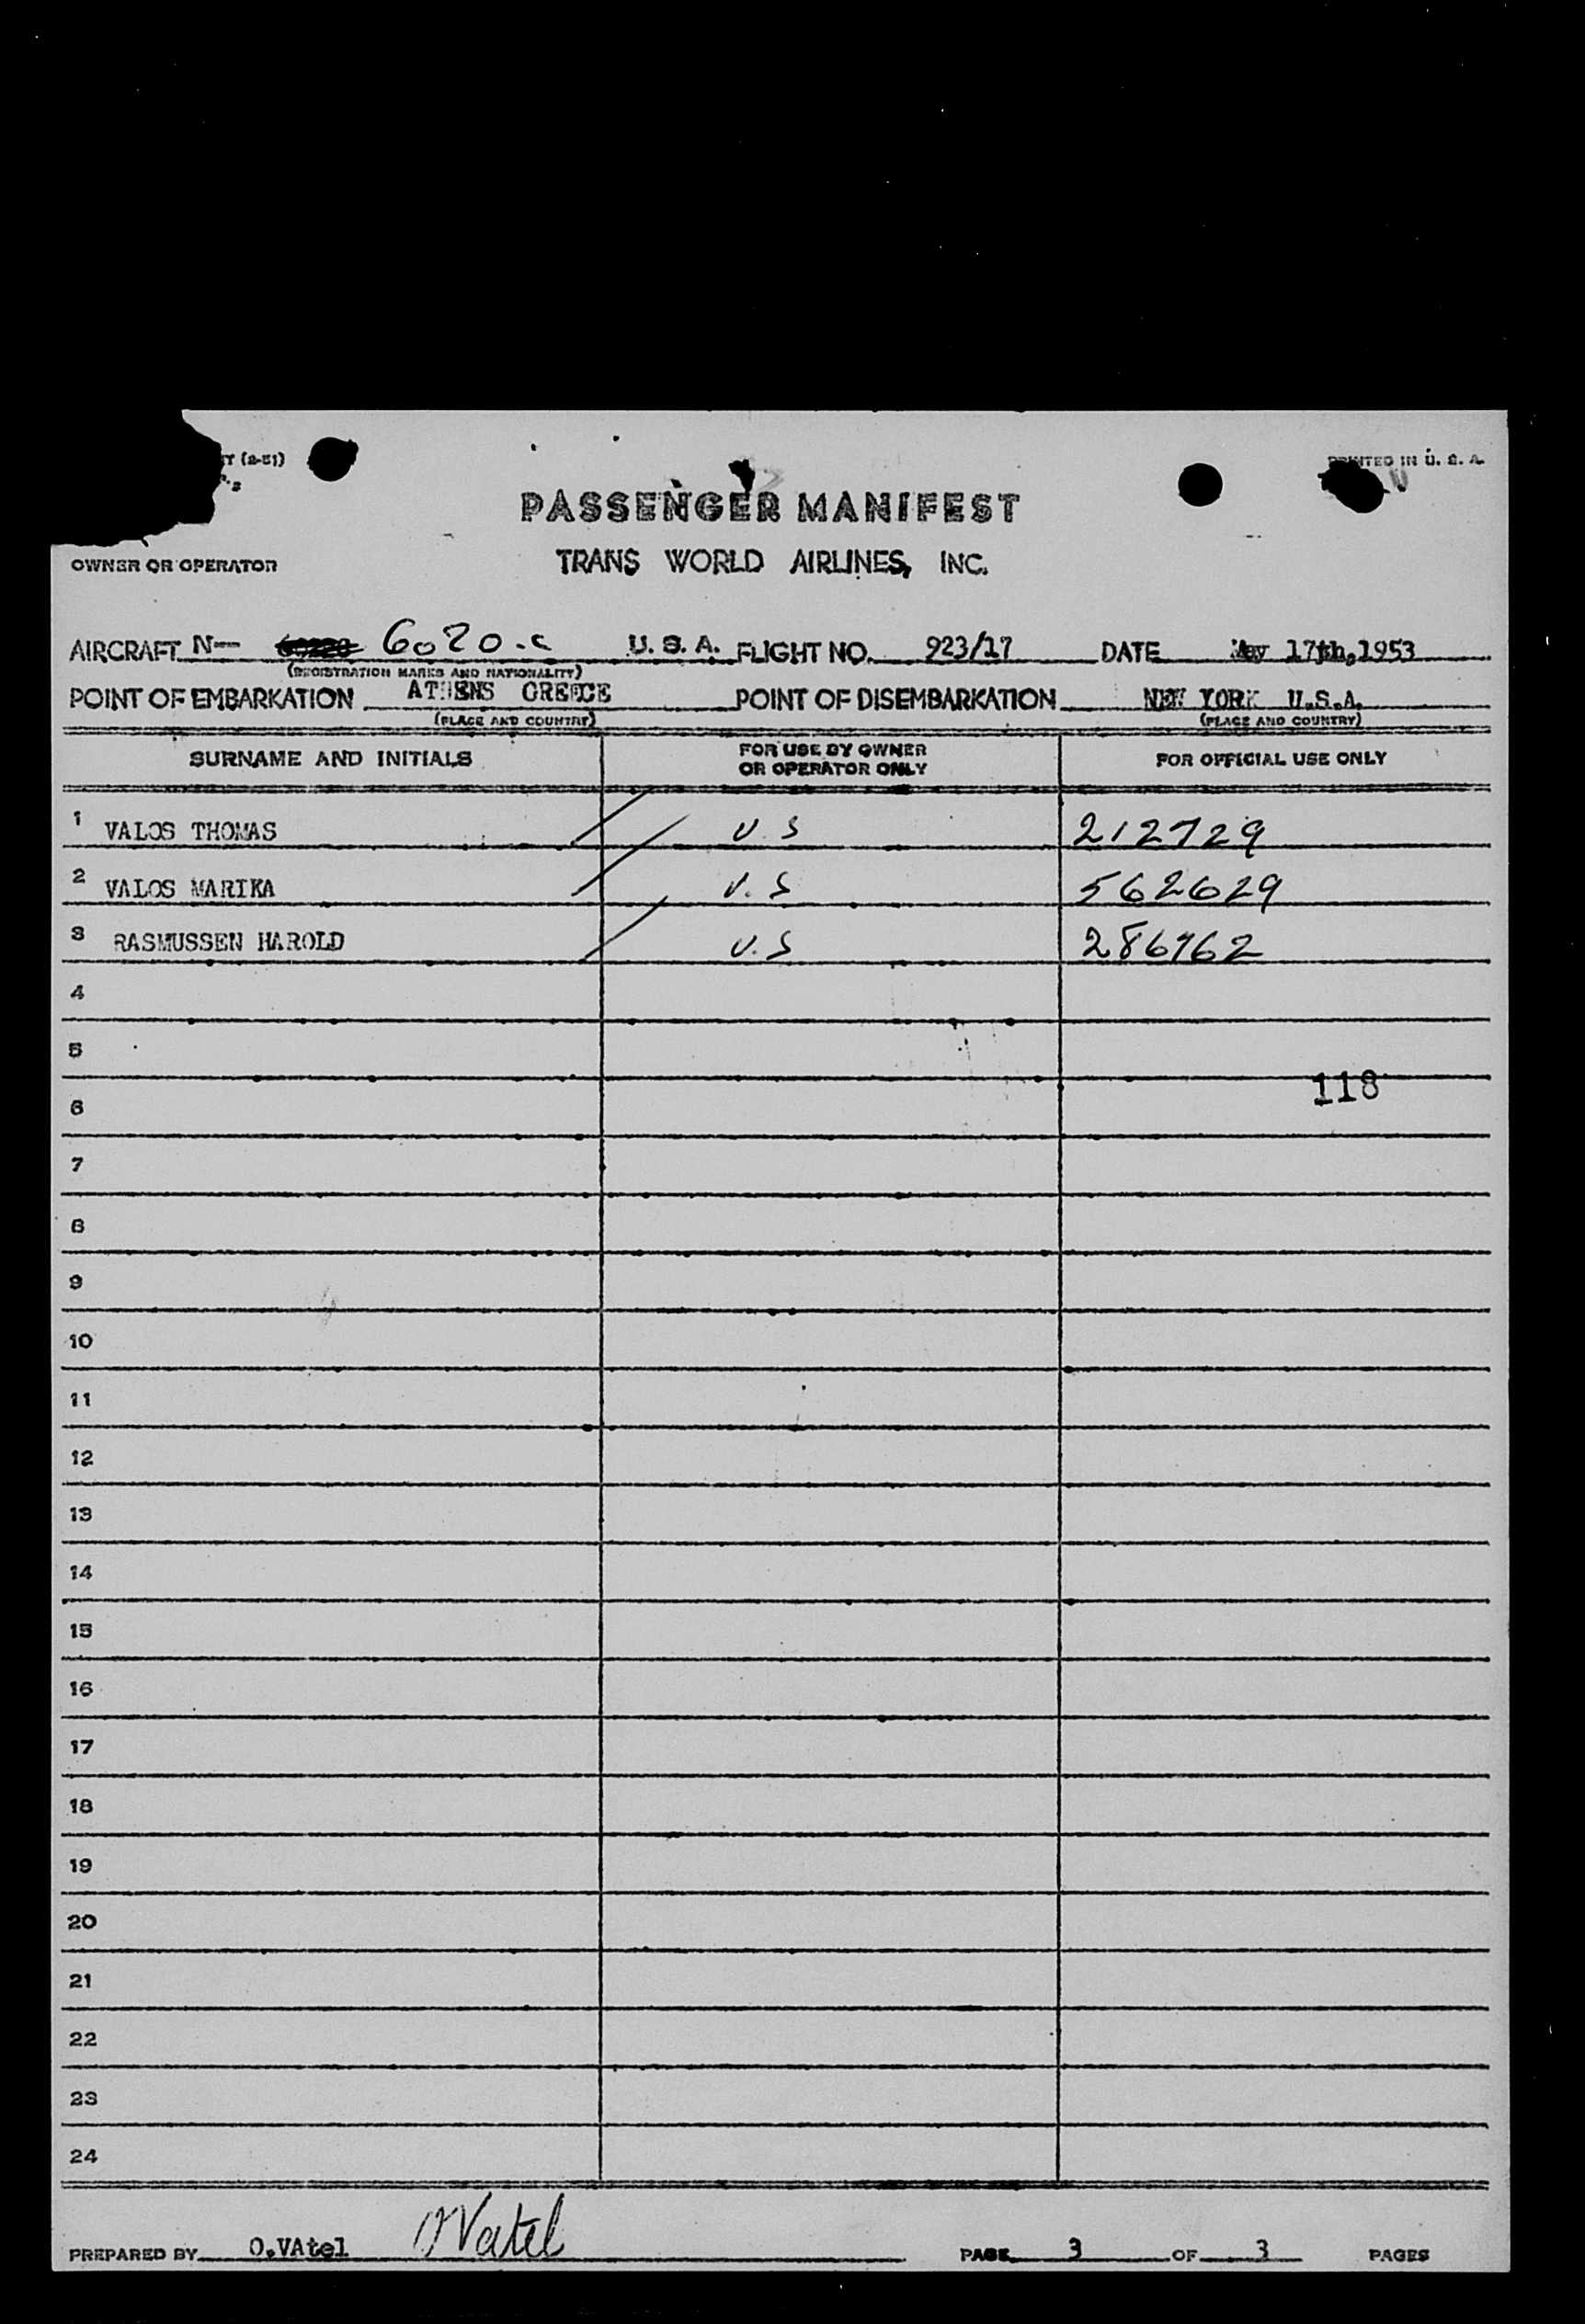 T (2-51)
PRINTED IN U. S. A.
PASSENGER MANIFEST
OWNER OR OPERATOR TRANS WORLD AIRLINES, INC.
AIRCRAFT N— 6020-C U. S. A. FLIGHT NO. 923/17 DATE May 17th, 1953
(REGISTRATION MARKS AND NATIONALITY)
POINT OF EMBARKATION ATHENS GREECE POINT OF DISEMBARKATION NEW YORK U.S.A.
(PLACE AND COUNTRY) (PLACE AND COUNTRY)
SURNAME AND INITIALS FOR USE BY OWNER OR OPERATOR ONLY FOR OFFICIAL USE ONLY
1 VALOS THOMAS U.S 212729
2 VALOS MARIKA U.S 562629
3 RASMUSSEN HAROLD U.S 286762
4
5
118
6
7
8
9
10
11
12
13
14
15
16
17
18
19
20
21
22
23
24
PREPARED BY O.VAtel OVatel PAGE 3 OF 3 PAGES